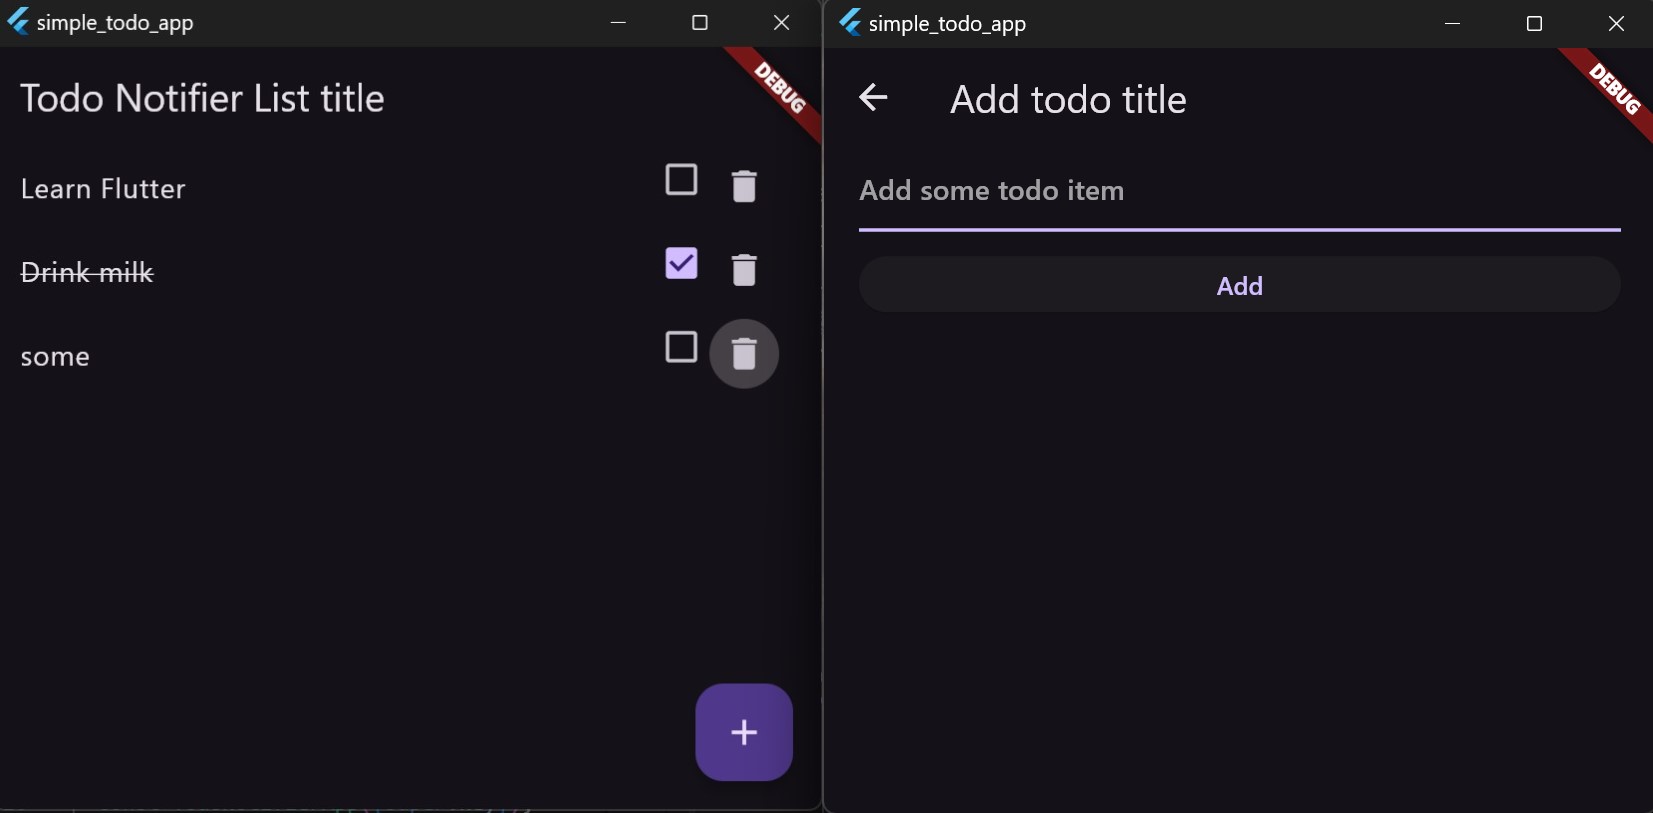 simple_todo_app
DEBUG
Todo Notifier List title
Learn Flutter
Drink milk
some
simple_todo_app
DEBUG
Add todo title
Add some todo item
Add